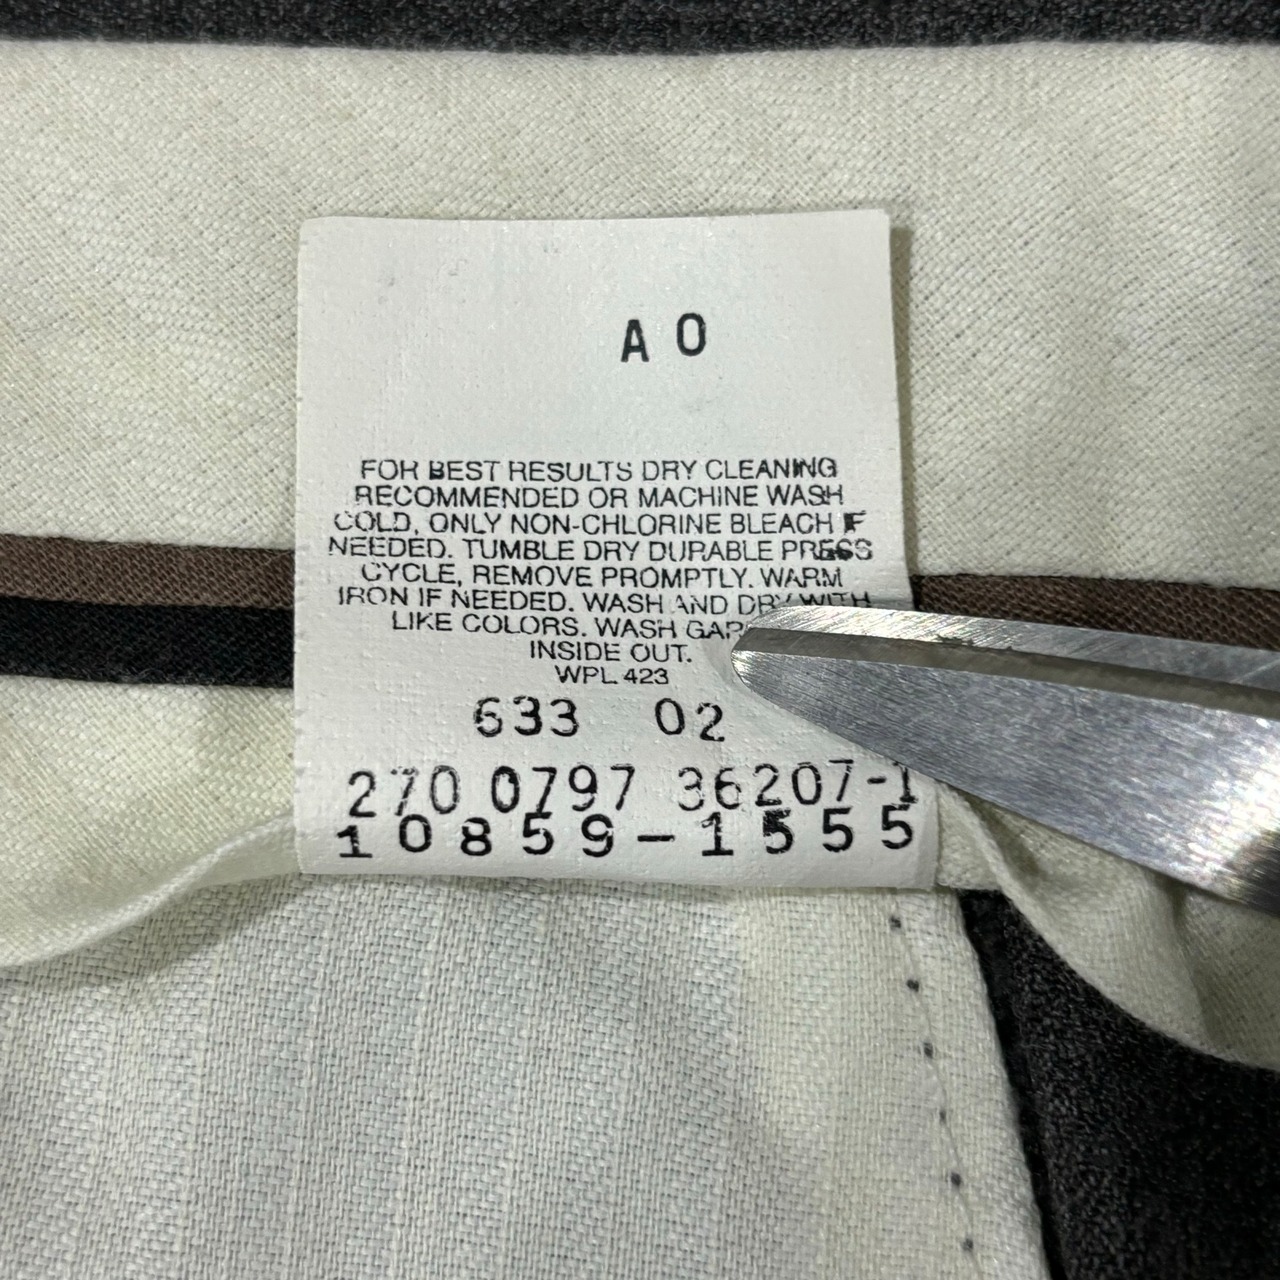 A O
FOR BEST RESULTS DRY CLEANING
RECOMMENDED OR MACHINE WASH
COLD, ONLY NON-CHLORINE BLEACH IF
NEEDED. TUMBLE DRY DURABLE PRESS
CYCLE, REMOVE PROMPTLY. WARM
IRON IF NEEDED. WASH AND DRY WITH
LIKE COLORS. WASH GAR
INSIDE OUT.
WPL 423
633 02
270 0797 36207-1
10859-1555